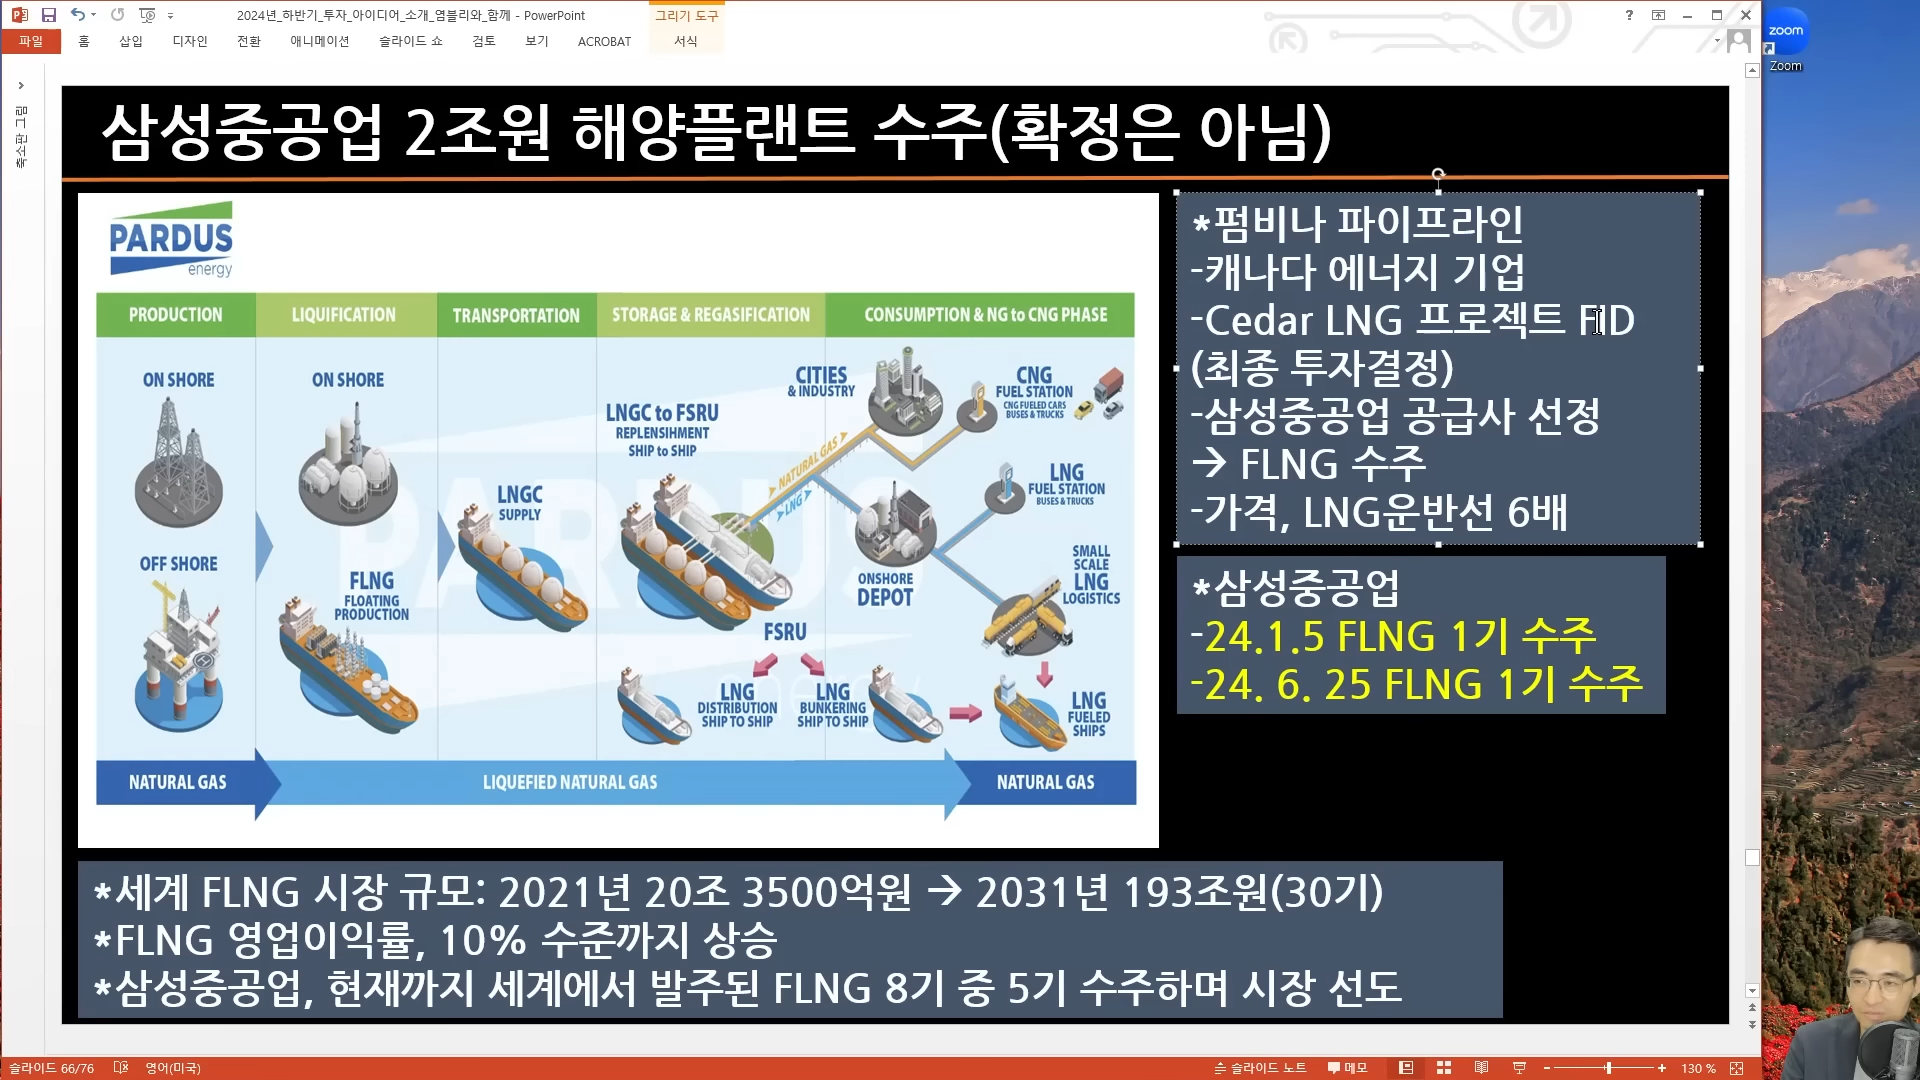 2024년_하반기_투자_아이디어_소개_염블리와_함께 - PowerPoint
그리기 도구
?
파일
홈
삽입
디자인
전환
애니메이션
슬라이드 쇼
검토
보기
ACROBAT
서식
zoom
Zoom
축소판 그림
삼성중공업 2조원 해양플랜트 수주(확정은 아님)
PARDUS
energy
PRODUCTION
LIQUIFICATION
TRANSPORTATION
STORAGE & REGASIFICATION
CONSUMPTION & NG to CNG PHASE
ON SHORE
ON SHORE
OFF SHORE
FLNG
FLOATING
PRODUCTION
LNGC
SUPPLY
LNGC to FSRU
REPLENSIHMENT
SHIP to SHIP
FSRU
CITIES
& INDUSTRY
NATURAL GAS
LNG
CNG
FUEL STATION
CNG FUELED CARS
BUSES & TRUCKS
LNG
FUEL STATION
BUSES & TRUCKS
ONSHORE
DEPOT
SMALL
SCALE
LNG
LOGISTICS
LNG
DISTRIBUTION
SHIP TO SHIP
LNG
BUNKERING
SHIP TO SHIP
LNG
FUELED
SHIPS
NATURAL GAS
LIQUEFIED NATURAL GAS
NATURAL GAS
*펌비나 파이프라인
-캐나다 에너지 기업
-Cedar LNG 프로젝트 FID
(최종 투자결정)
-삼성중공업 공급사 선정
→ FLNG 수주
-가격, LNG운반선 6배
*삼성중공업
-24.1.5 FLNG 1기 수주
-24. 6. 25 FLNG 1기 수주
*세계 FLNG 시장 규모: 2021년 20조 3500억원 → 2031년 193조원(30기)
*FLNG 영업이익률, 10% 수준까지 상승
*삼성중공업, 현재까지 세계에서 발주된 FLNG 8기 중 5기 수주하며 시장 선도
슬라이드 66/76
영어(미국)
슬라이드 노트
메모
130 %